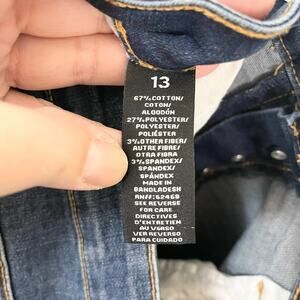 13
67% COTTON/
COTON/
ALGODÓN
27% POLYESTER/
POLYESTER/
POLIÉSTER
3% OTHER FIBER/
AUTRE FIBRE/
OTRA FIBRA
3% SPANDEX/
SPANDEX/
SPÁNDEX
MADE IN
BANGLADESH
RN#:52469
SEE REVERSE
FOR CARE
DIRECTIVES
D'ENTRETIEN
AU VERSO
VER REVERSO
PARA CUIDADO